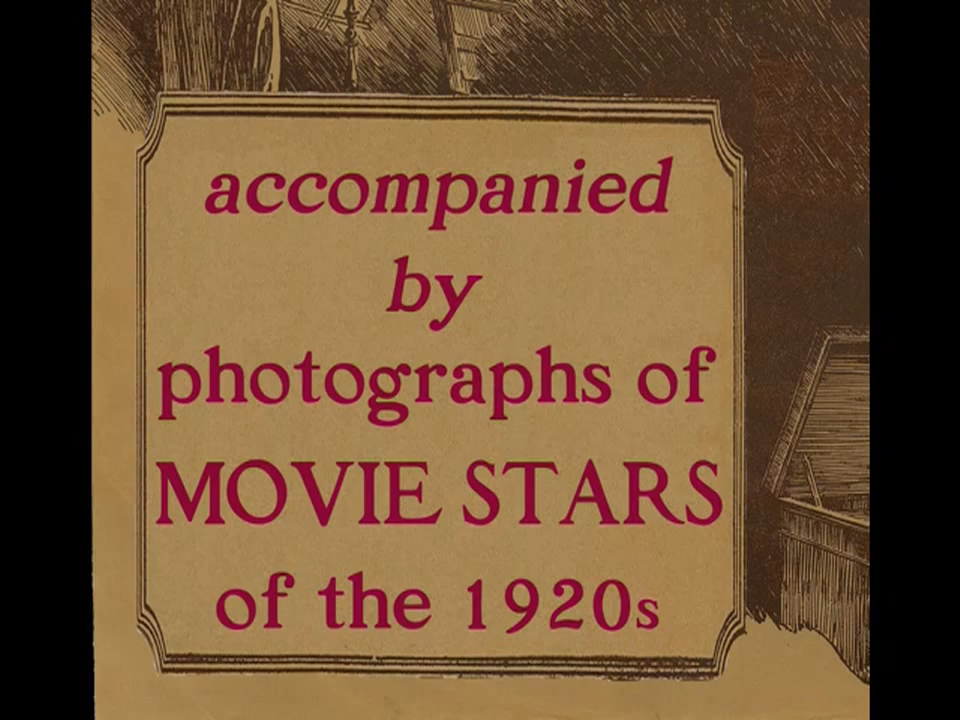 accompanied
by
photographs of
MOVIE STARS
of the 1920s